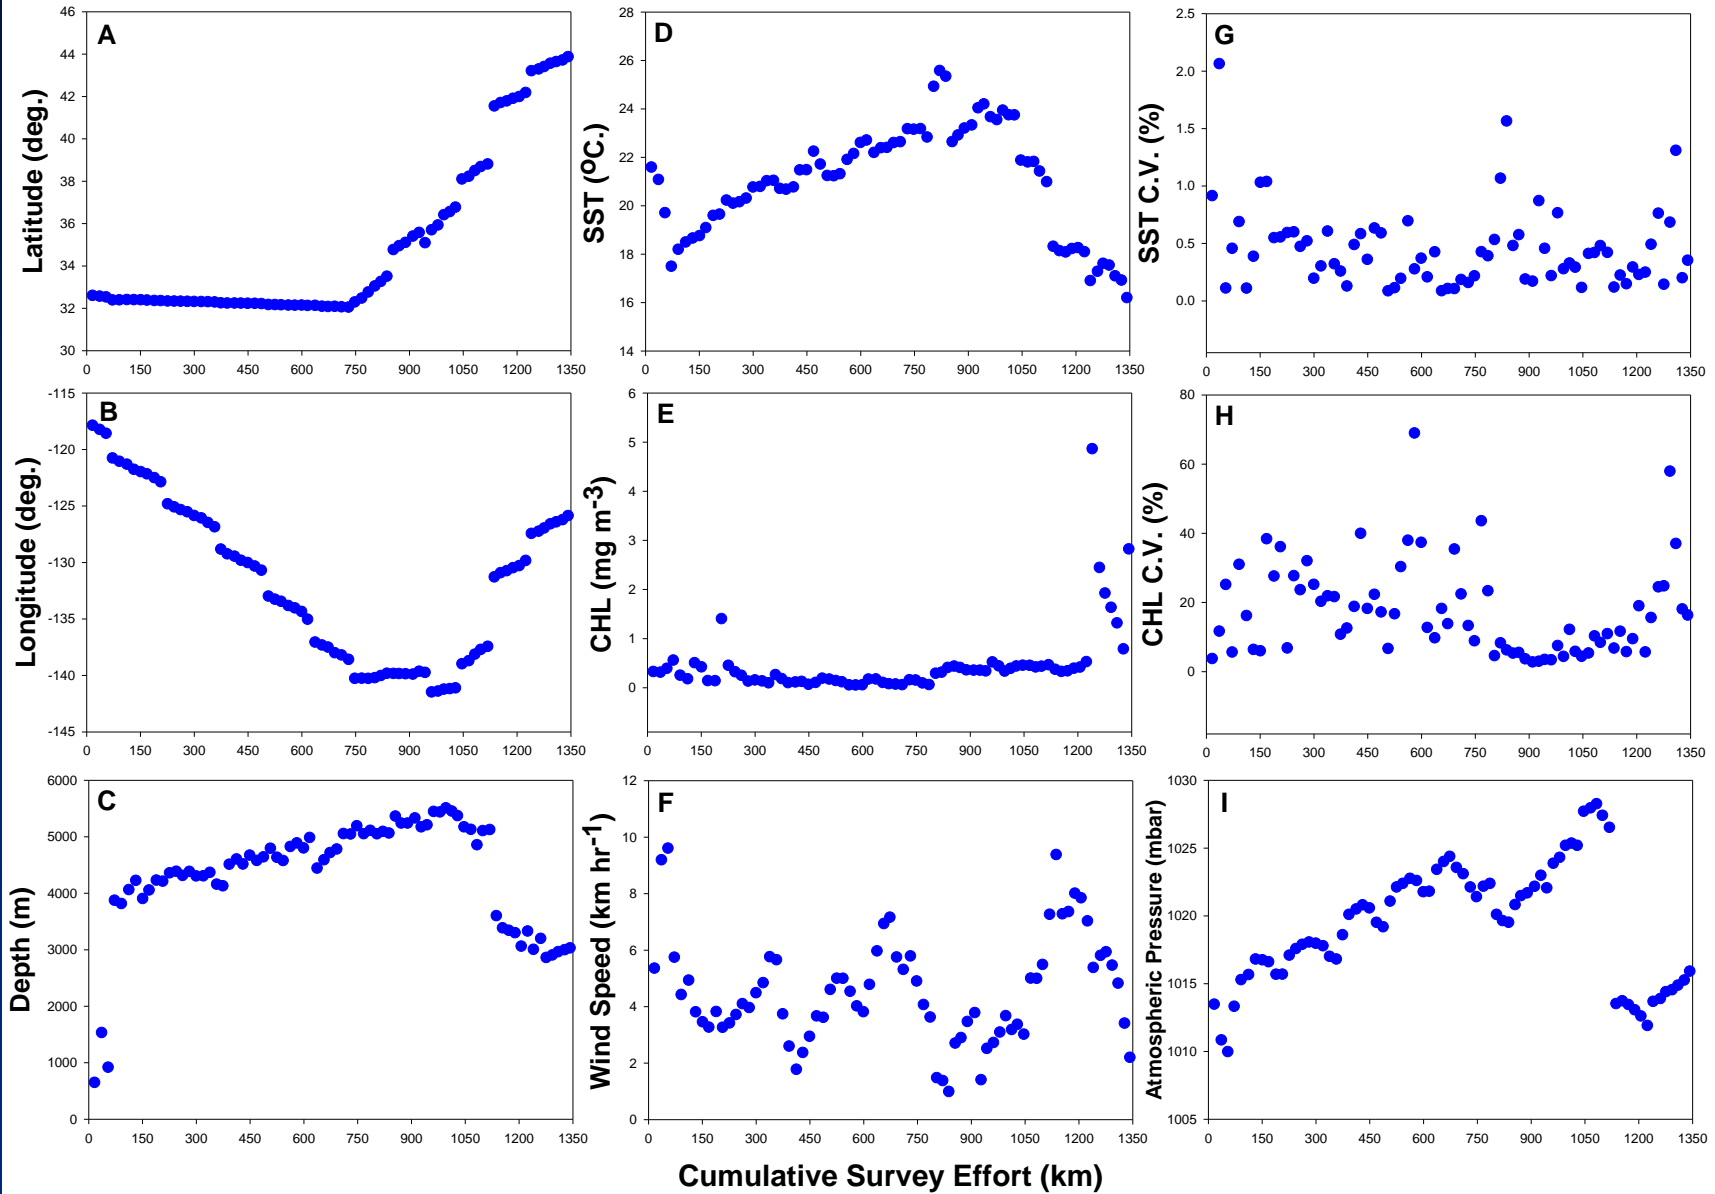 A
Latitude (deg.)
46
44
42
40
38
36
34
32
30
0 150 300 450 600 750 900 1050 1200 1350
D
SST (ºC.)
28
26
24
22
20
18
16
14
0 150 300 450 600 750 900 1050 1200 1350
G
SST C.V. (%)
2.5
2.0
1.5
1.0
0.5
0.0
0 150 300 450 600 750 900 1050 1200 1350
B
Longitude (deg.)
-115
-120
-125
-130
-135
-140
-145
0 150 300 450 600 750 900 1050 1200 1350
E
CHL (mg m-3)
6
5
4
3
2
1
0
0 150 300 450 600 750 900 1050 1200 1350
H
CHL C.V. (%)
80
60
40
20
0
0 150 300 450 600 750 900 1050 1200 1350
C
Depth (m)
6000
5000
4000
3000
2000
1000
0
0 150 300 450 600 750 900 1050 1200 1350
F
Wind Speed (km hr-1)
12
10
8
6
4
2
0
0 150 300 450 600 750 900 1050 1200 1350
I
Atmospheric Pressure (mbar)
1030
1025
1020
1015
1010
1005
0 150 300 450 600 750 900 1050 1200 1350
Cumulative Survey Effort (km)